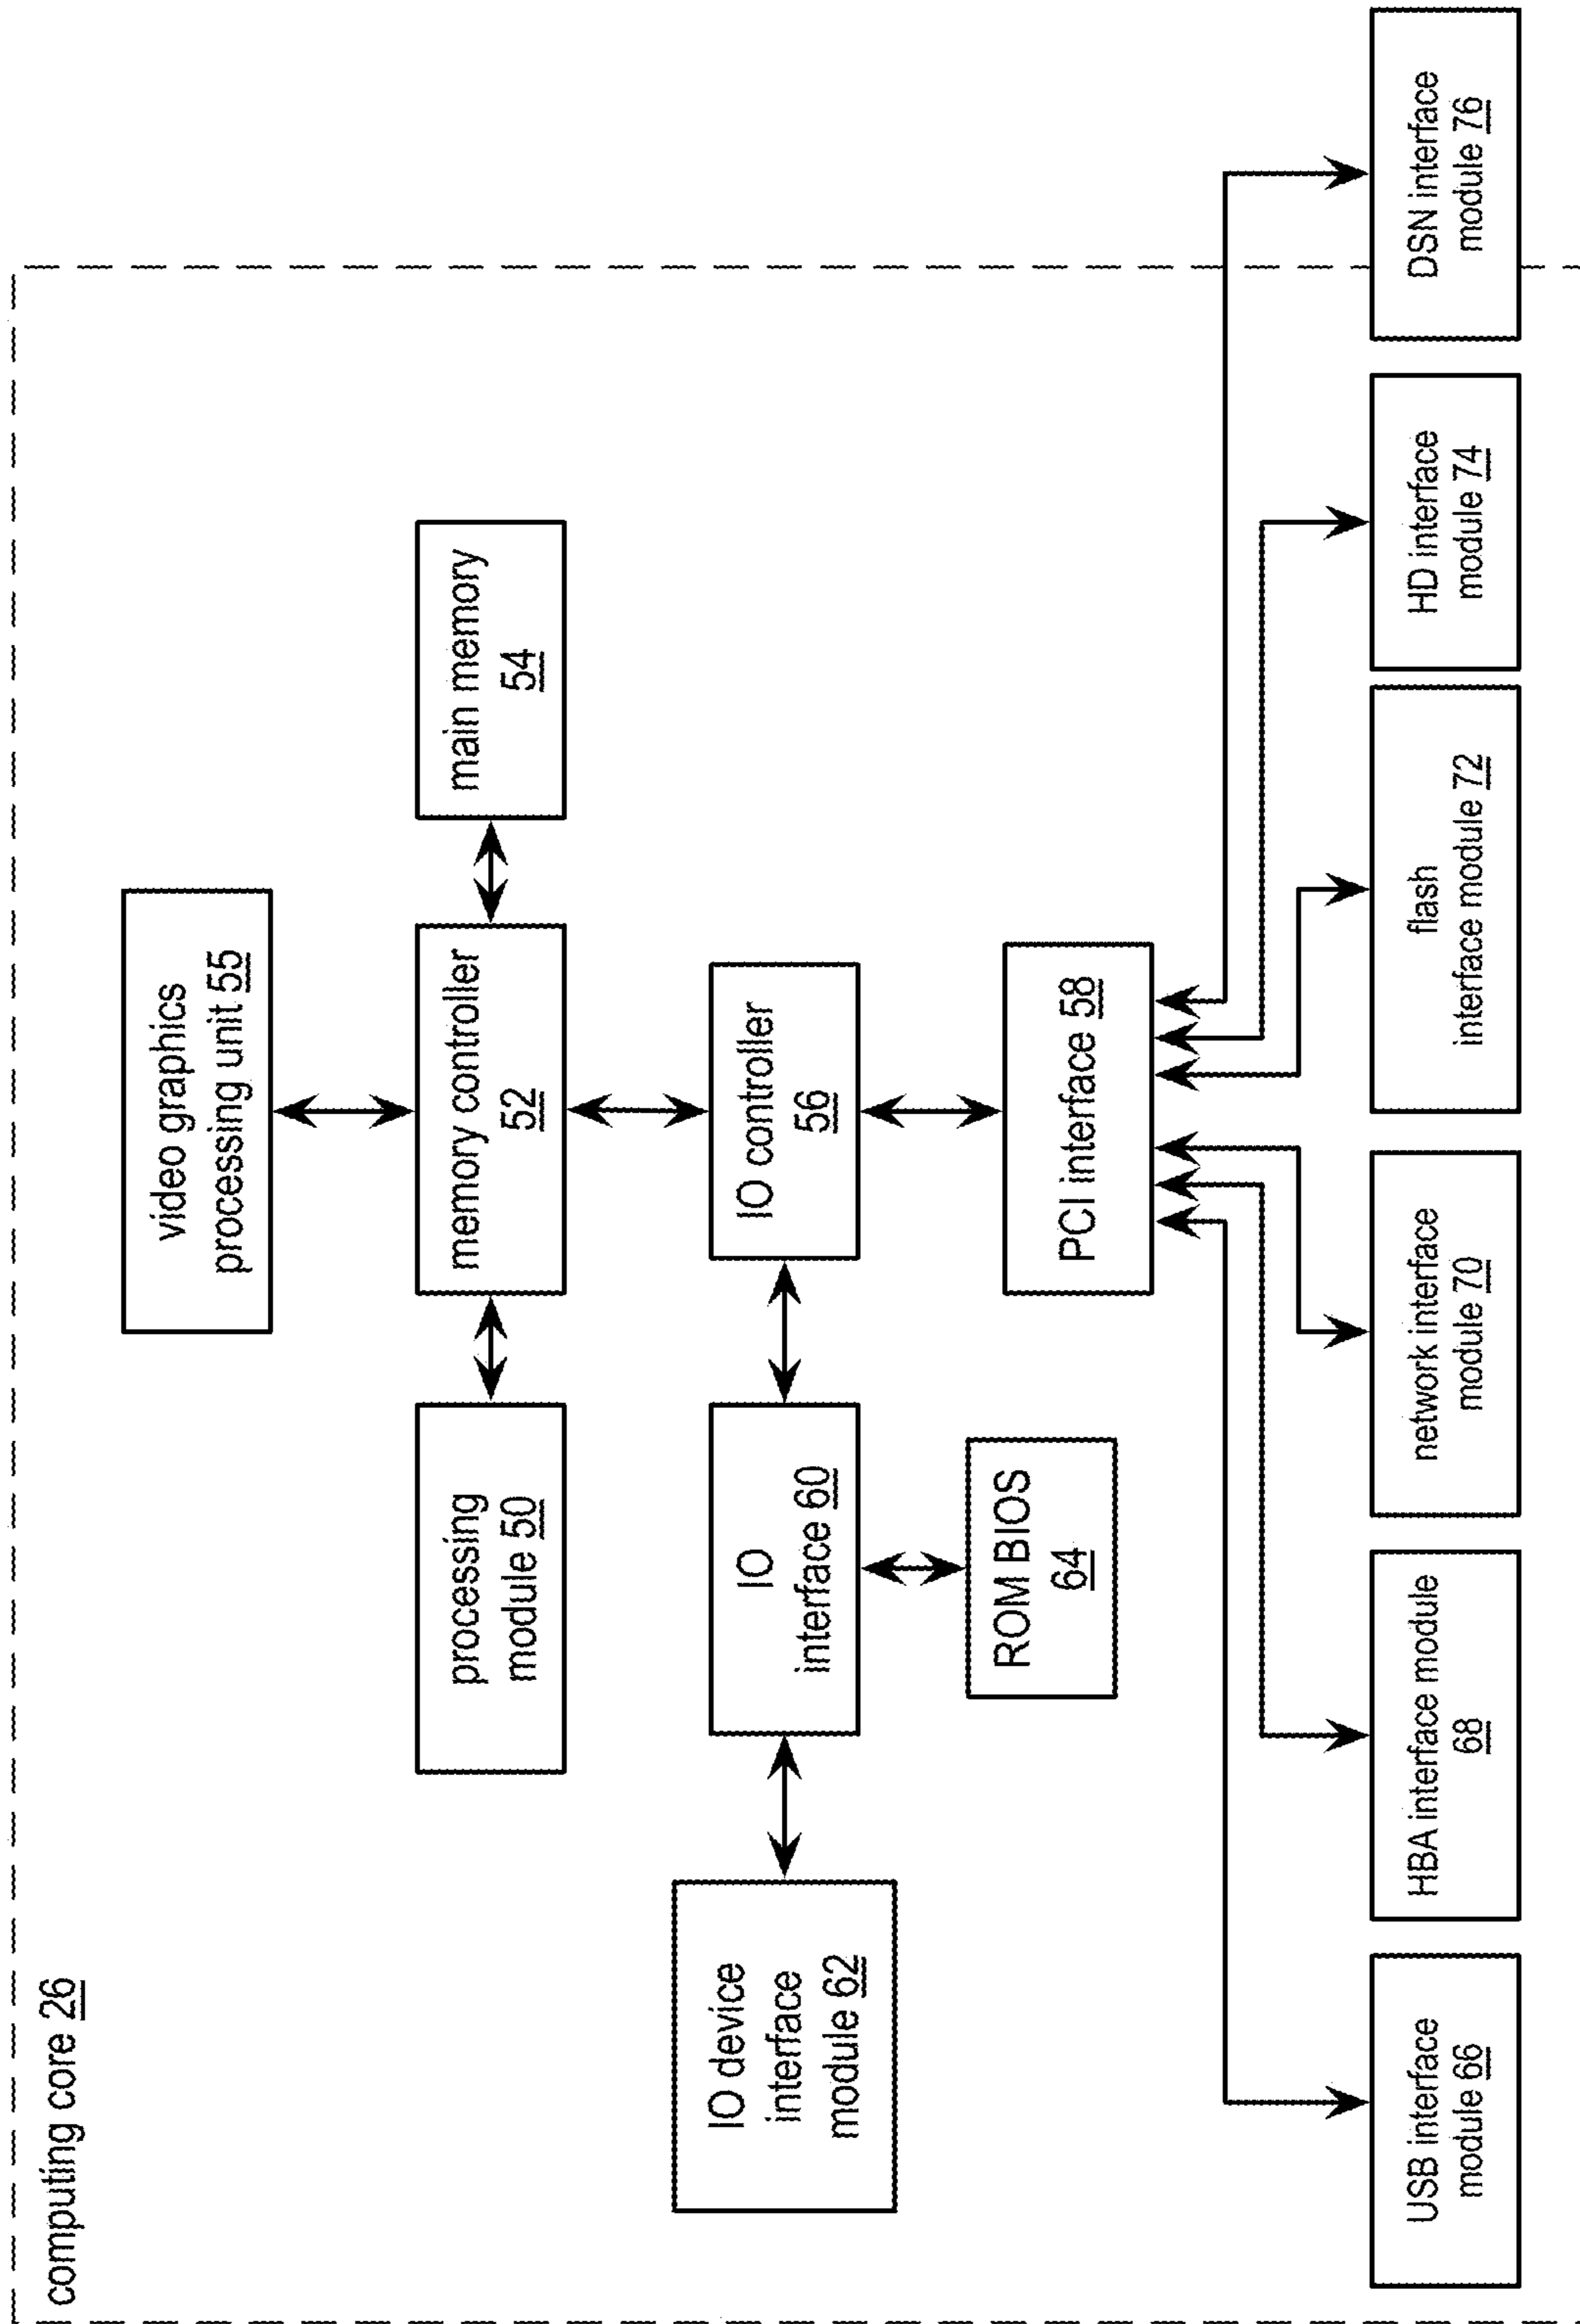 computing core 26
video graphics
processing unit 55
processing
module 50
memory controller
52
main memory
54
IO device
interface
module 62
IO
interface 60
IO controller
56
ROM BIOS
64
PCI interface 58
USB interface
module 66
HBA interface module
68
network interface
module 70
flash
interface module 72
HD interface
module 74
DSN interface
module 76